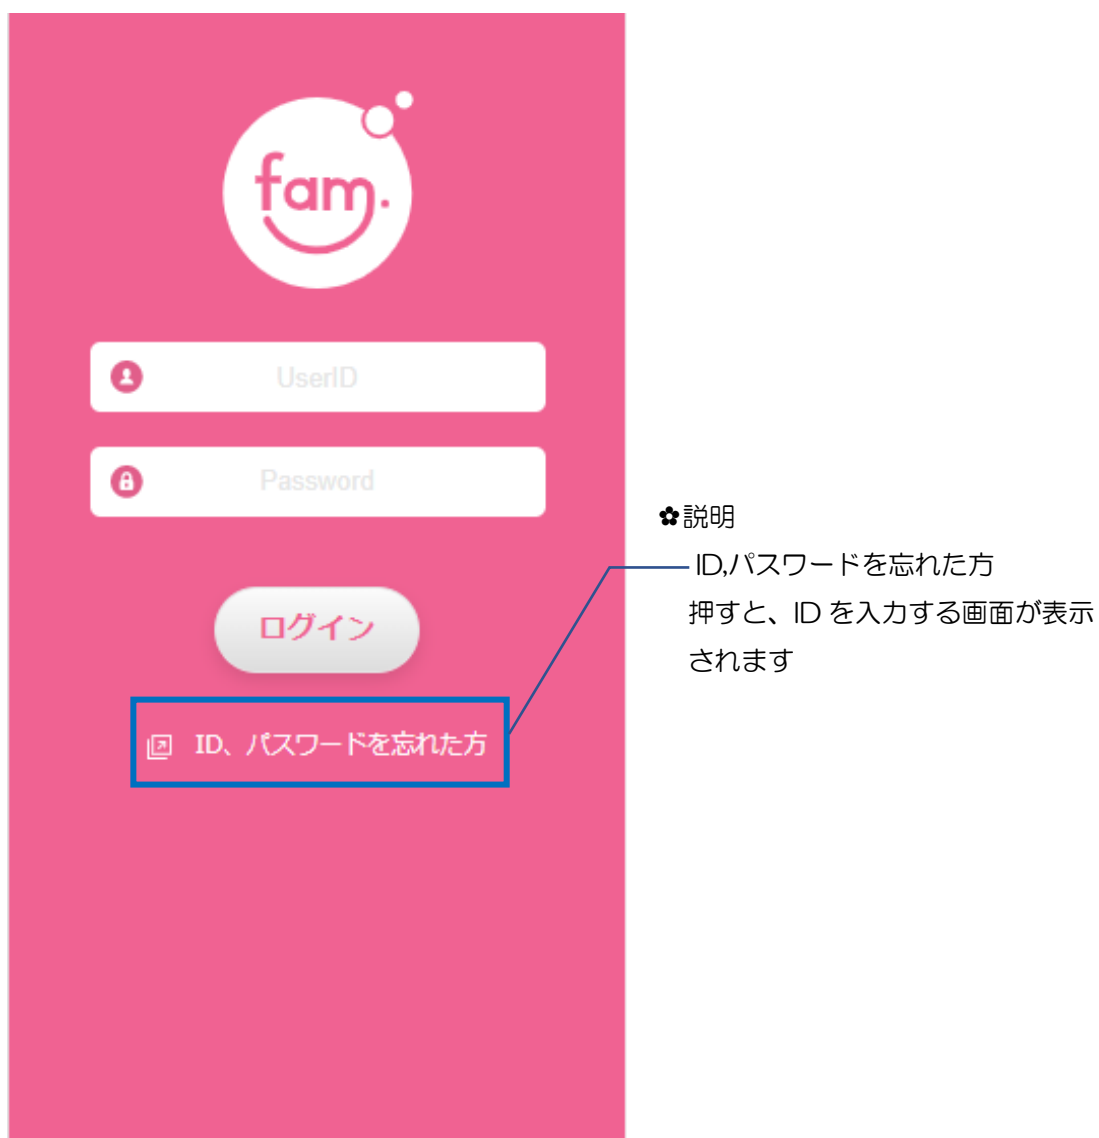 fam.
UserID
Password
ログイン
ID、パスワードを忘れた方
✿説明
ID,パスワードを忘れた方
押すと、ID を入力する画面が表示
されます